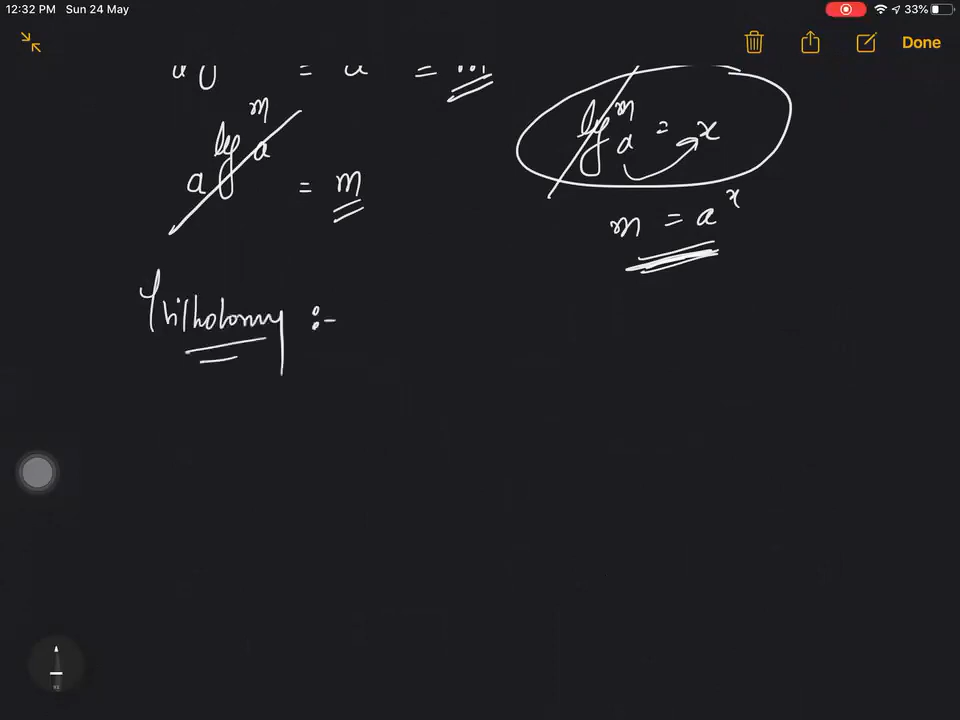 12:32 PM Sun 24 May 33%
Done
= a = m
log_a^m = x
a^{log_a^m} = m
m = a^x
Trichotomy :-